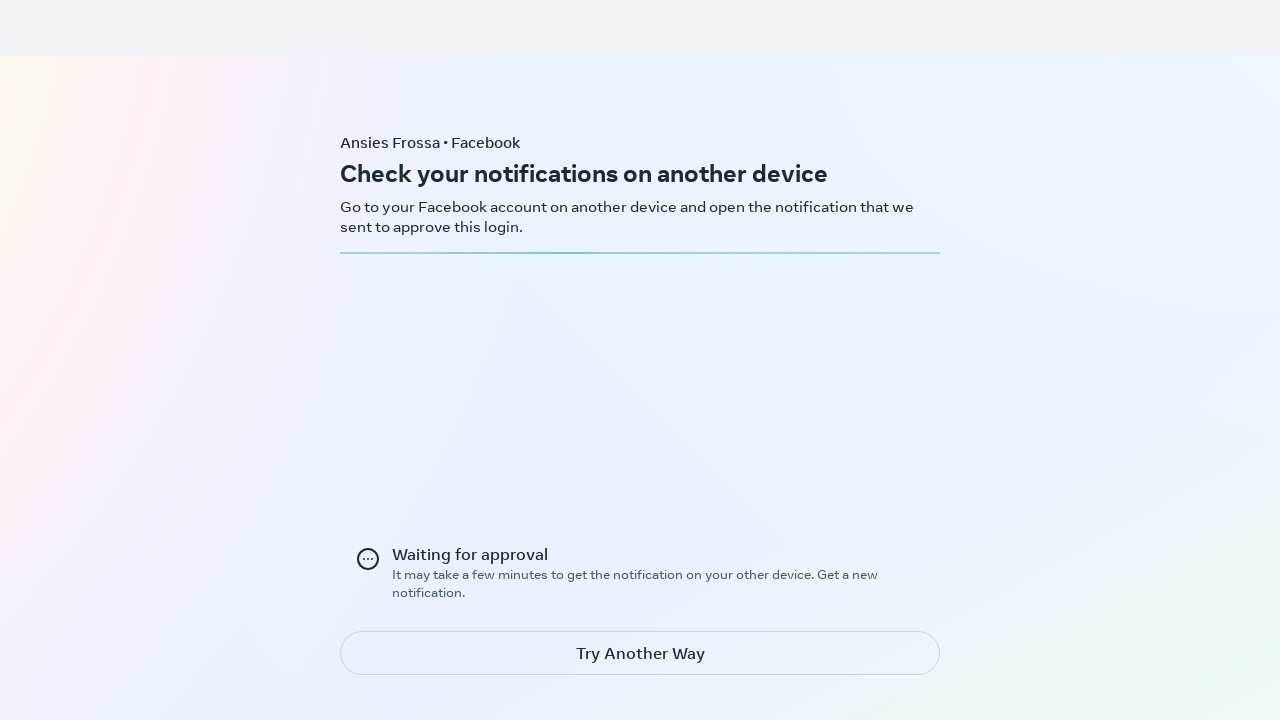 Ansies Frossa • Facebook
Check your notifications on another device
Go to your Facebook account on another device and open the notification that we
sent to approve this login.
Waiting for approval
It may take a few minutes to get the notification on your other device. Get a new
notification.
Try Another Way